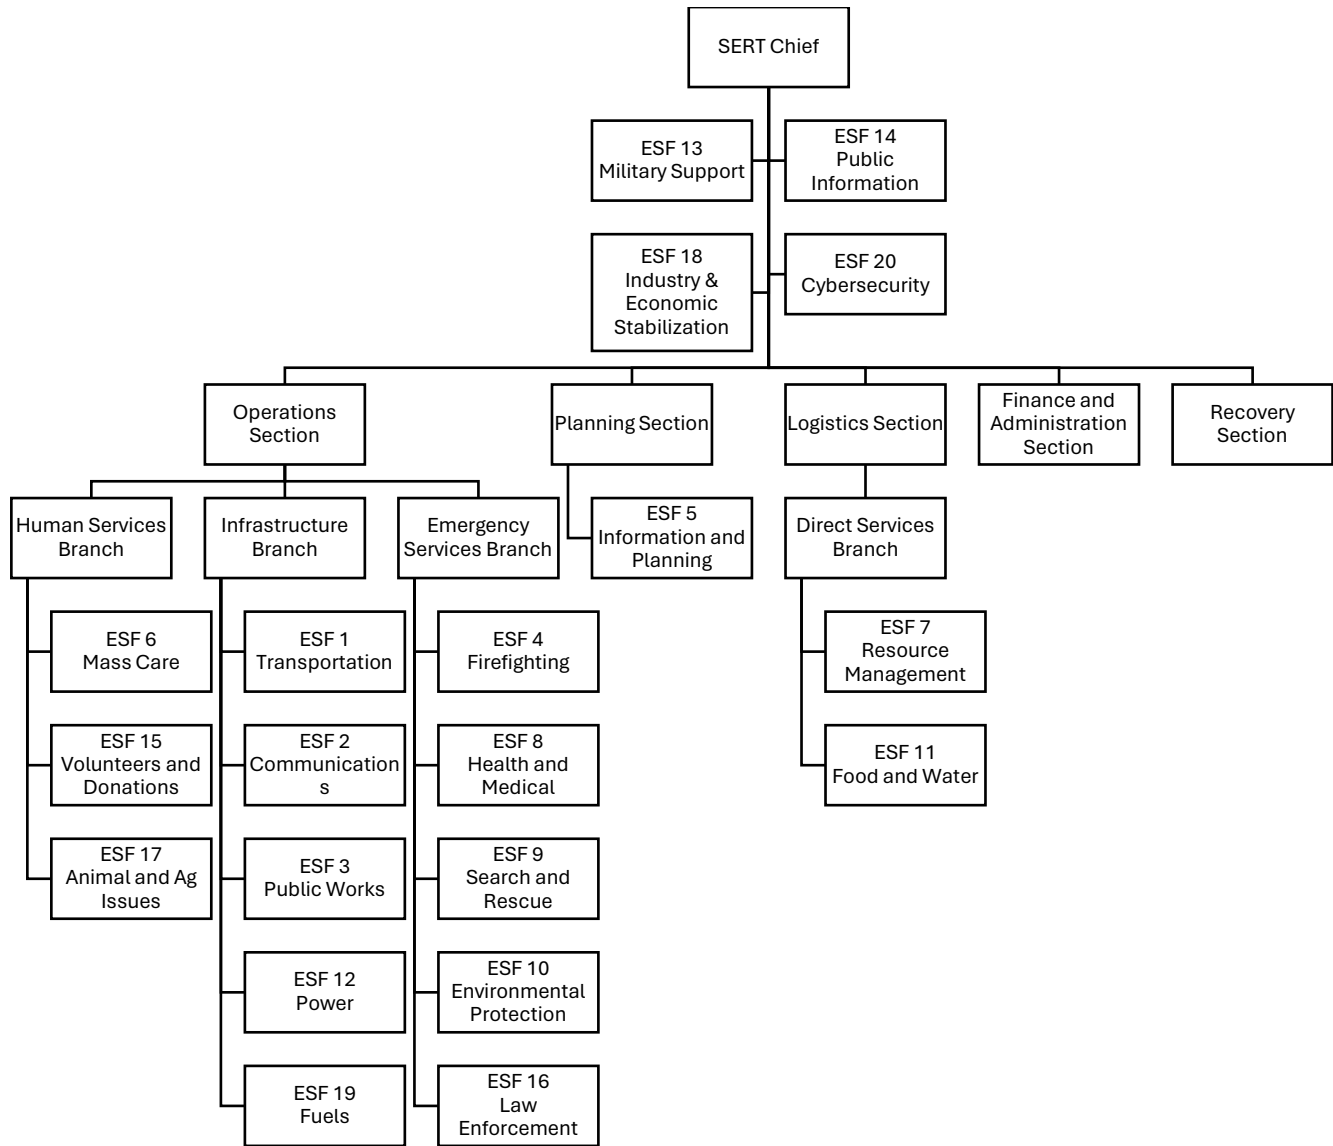 SERT Chief
ESF 13
Military Support
ESF 14
Public
Information
ESF 18
Industry &
Economic
Stabilization
ESF 20
Cybersecurity
Operations
Section
Planning Section
Logistics Section
Finance and
Administration
Section
Recovery
Section
Human Services
Branch
Infrastructure
Branch
Emergency
Services Branch
ESF 5
Information and
Planning
Direct Services
Branch
ESF 6
Mass Care
ESF 15
Volunteers and
Donations
ESF 17
Animal and Ag
Issues
ESF 1
Transportation
ESF 2
Communication
s
ESF 3
Public Works
ESF 12
Power
ESF 19
Fuels
ESF 4
Firefighting
ESF 8
Health and
Medical
ESF 9
Search and
Rescue
ESF 10
Environmental
Protection
ESF 16
Law
Enforcement
ESF 7
Resource
Management
ESF 11
Food and Water